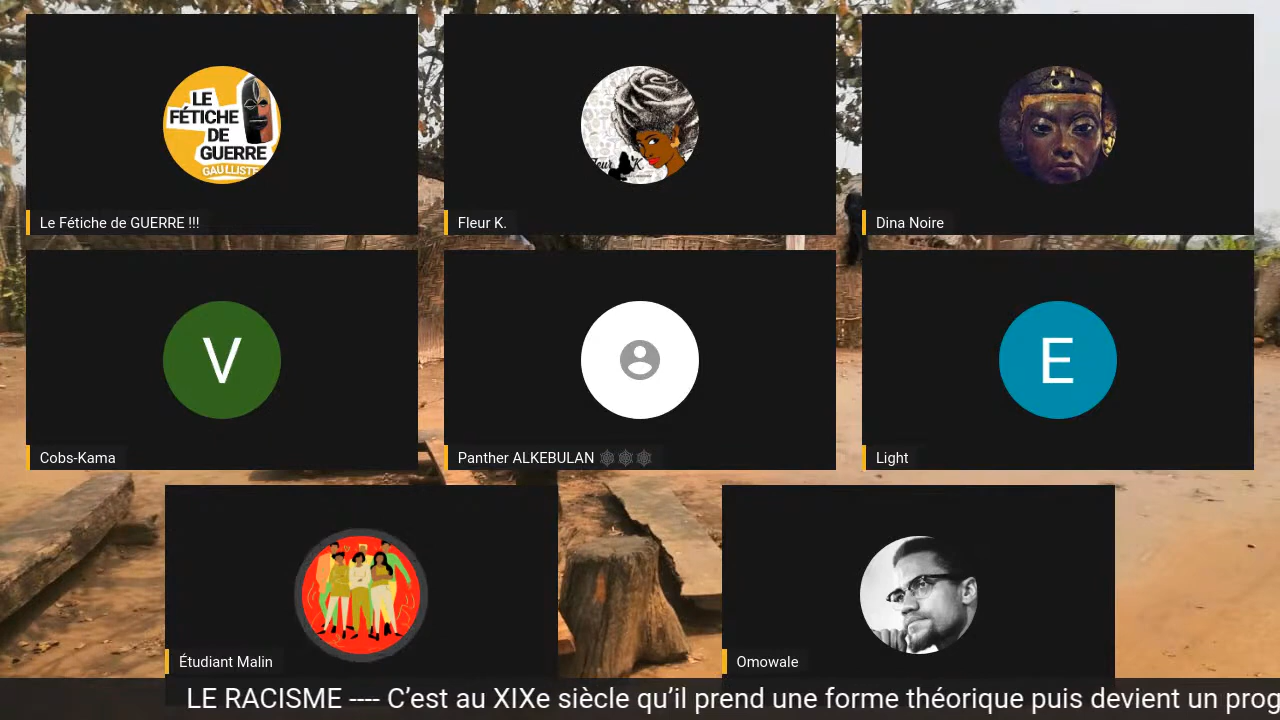 LE
FÉTICHE
DE
GUERRE
GAULLISTE
Le Fétiche de GUERRE !!!
Fleur K.
Dina Noire
V
Cobs-Kama
Panther ALKEBULAN 🕸️🕸️🕸️
E
Light
Étudiant Malin
Omowale
LE RACISME ---- C’est au XIXe siècle qu’il prend une forme théorique puis devient un prog